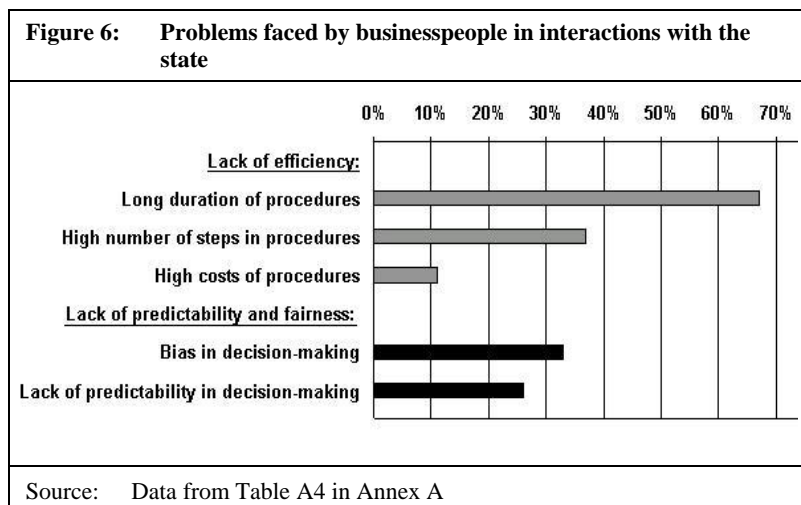 Figure 6: Problems faced by businesspeople in interactions with the
state
0% 10% 20% 30% 40% 50% 60% 70%
Lack of efficiency:
Long duration of procedures
High number of steps in procedures
High costs of procedures
Lack of predictability and fairness:
Bias in decision-making
Lack of predictability in decision-making
Source: Data from Table A4 in Annex A